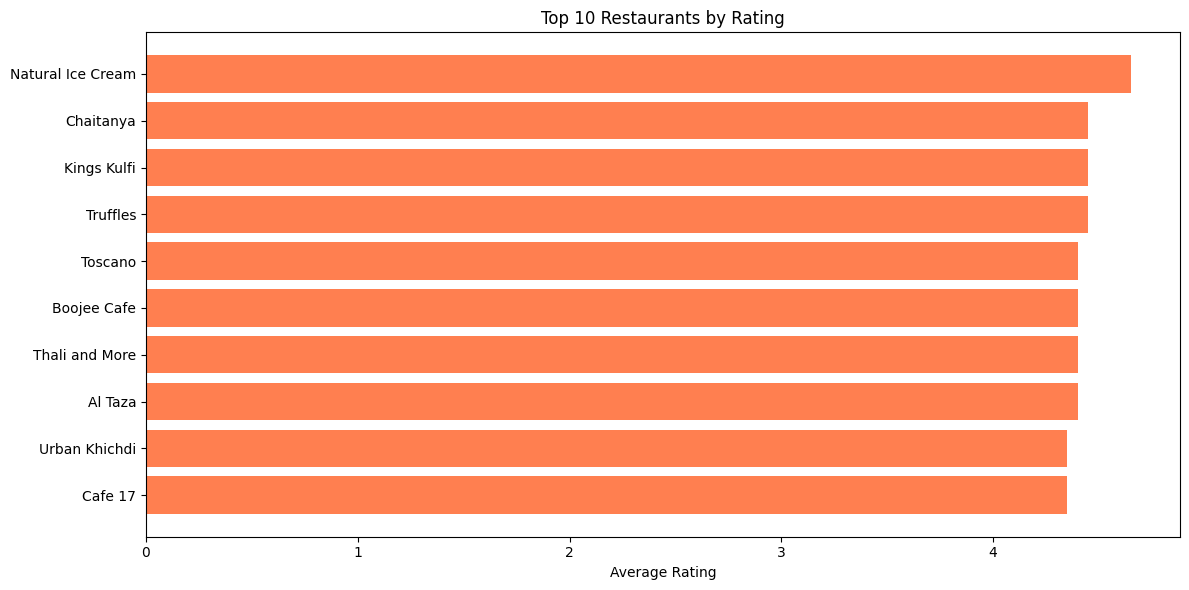 Top 10 Restaurants by Rating
Natural Ice Cream
Chaitanya
Kings Kulfi
Truffles
Toscano
Boojee Cafe
Thali and More
Al Taza
Urban Khichdi
Cafe 17
0 1 2 3 4
Average Rating